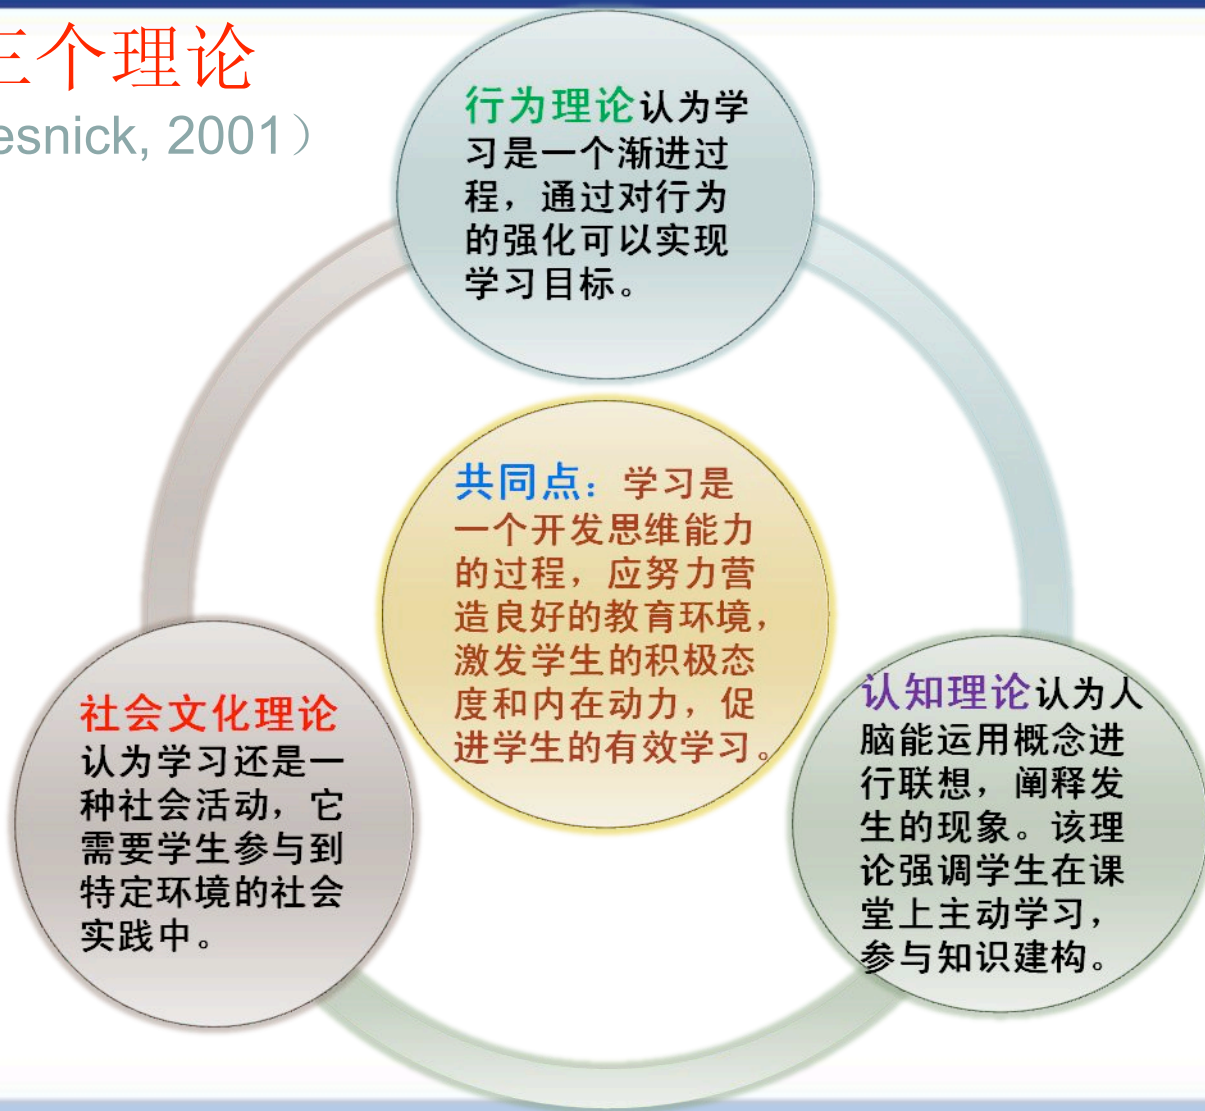 三个理论
esnick, 2001）
行为理论认为学
习是一个渐进过
程，通过对行为
的强化可以实现
学习目标。
共同点：学习是
一个开发思维能力
的过程，应努力营
造良好的教育环境，
激发学生的积极态
度和内在动力，促
进学生的有效学习。
社会文化理论
认为学习还是一
种社会活动，它
需要学生参与到
特定环境的社会
实践中。
认知理论认为人
脑能运用概念进
行联想，阐释发
生的现象。该理
论强调学生在课
堂上主动学习，
参与知识建构。